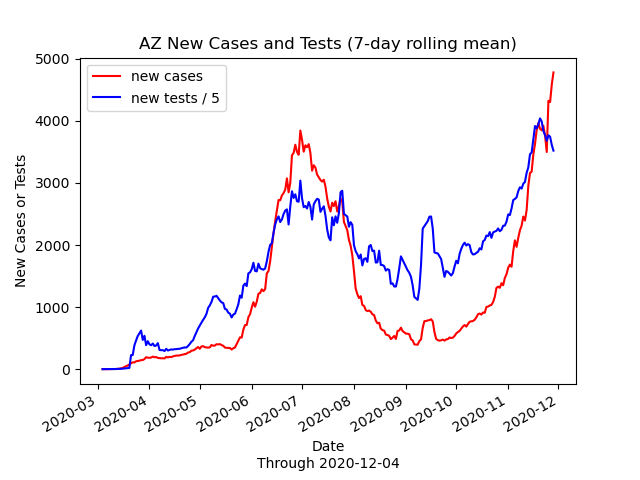 AZ New Cases and Tests (7-day rolling mean)
new cases
new tests / 5
New Cases or Tests
5000
4000
3000
2000
1000
0
2020-03
2020-04
2020-05
2020-06
2020-07
2020-08
2020-09
2020-10
2020-11
2020-12
Date
Through 2020-12-04